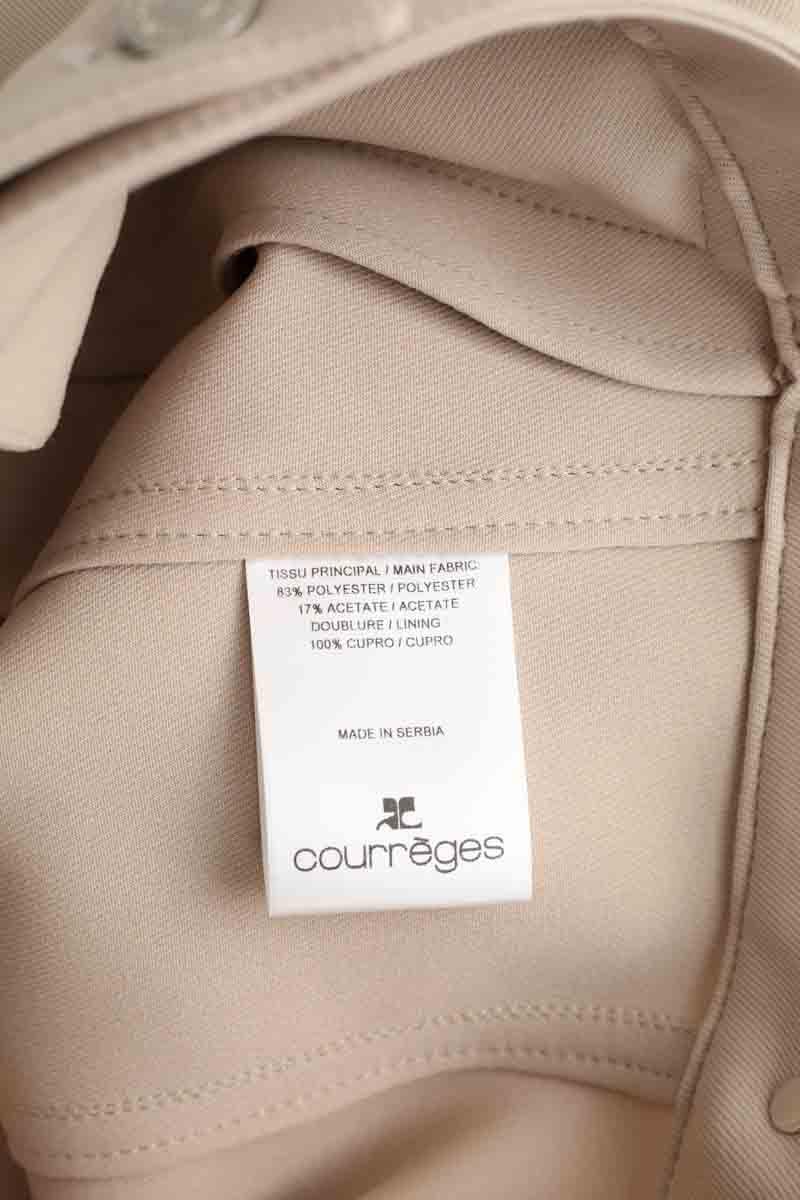 TISSU PRINCIPAL / MAIN FABRIC:
83% POLYESTER / POLYESTER
17% ACETATE / ACETATE
DOUBLURE / LINING
100% CUPRO / CUPRO
MADE IN SERBIA
courrèges